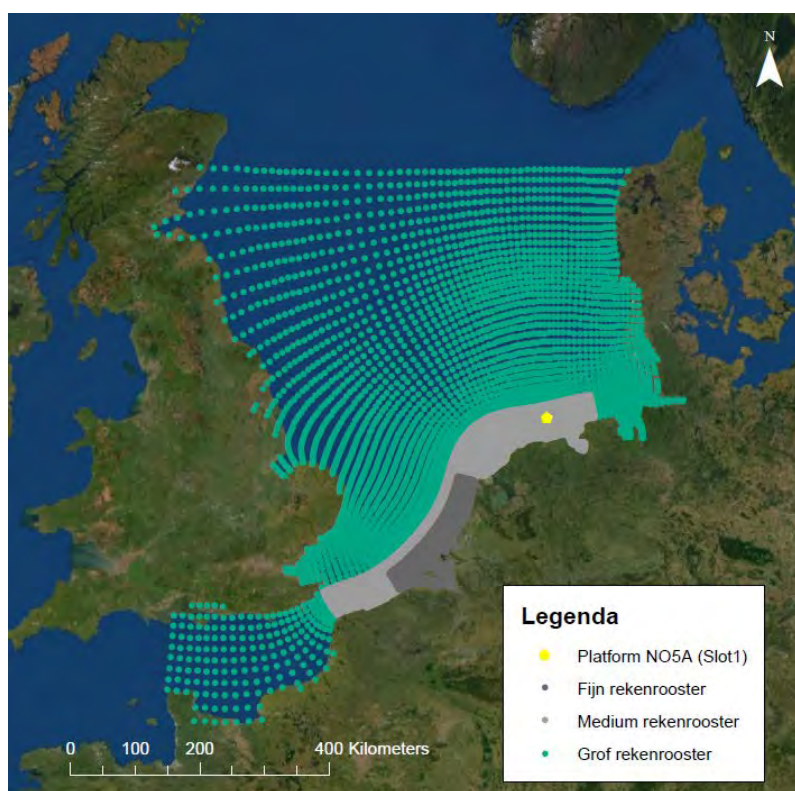 N
Legenda
Platform NO5A (Slot1)
Fijn rekenrooster
Medium rekenrooster
Grof rekenrooster
0 100 200 400 Kilometers